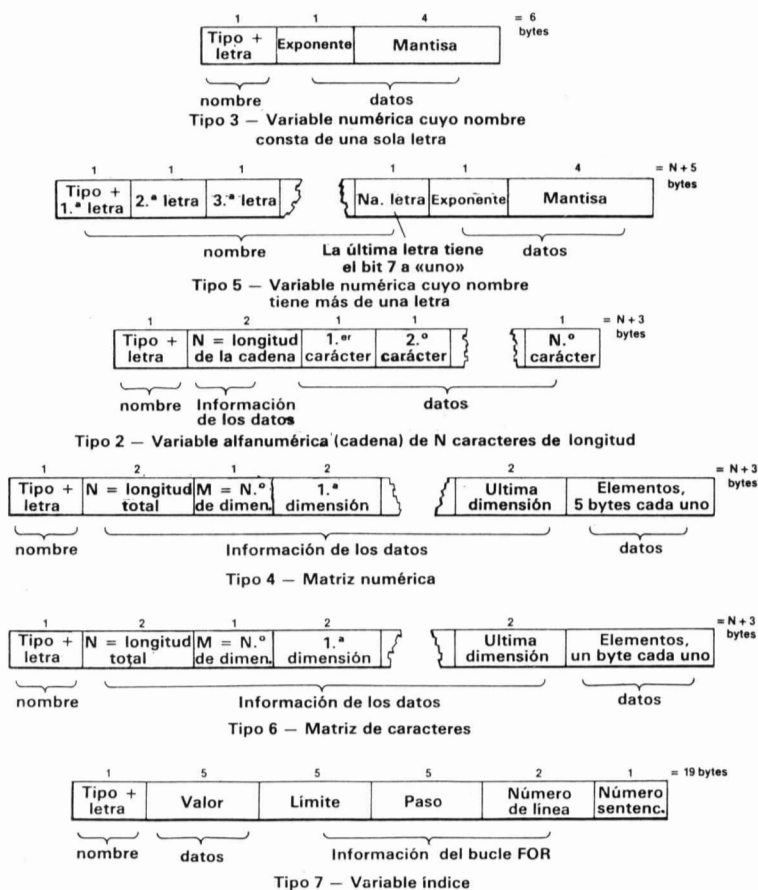 1 1 4 = 6 bytes
Tipo + letra Exponente Mantisa
nombre datos
Tipo 3 — Variable numérica cuyo nombre
consta de una sola letra
1 1 1 1 1 4 = N + 5 bytes
Tipo + 1.ª letra 2.ª letra 3.ª letra Na. letra Exponente Mantisa
nombre La última letra tiene el bit 7 a «uno» datos
Tipo 5 — Variable numérica cuyo nombre
tiene más de una letra
1 2 1 1 1 = N + 3 bytes
Tipo + letra N = longitud de la cadena 1.er carácter 2.º carácter N.º carácter
nombre Información de los datos datos
Tipo 2 — Variable alfanumérica (cadena) de N caracteres de longitud
1 2 1 2 2 = N + 3 bytes
Tipo + letra N = longitud total M = N.º de dimen. 1.ª dimensión Ultima dimensión Elementos, 5 bytes cada uno
nombre Información de los datos datos
Tipo 4 — Matriz numérica
1 2 1 2 2 = N + 3 bytes
Tipo + letra N = longitud total M = N.º de dimen. 1.ª dimensión Ultima dimensión Elementos, un byte cada uno
nombre Información de los datos datos
Tipo 6 — Matriz de caracteres
1 5 5 5 2 1 = 19 bytes
Tipo + letra Valor Limite Paso Número de línea Número sentenc.
nombre datos Información del bucle FOR
Tipo 7 — Variable índice